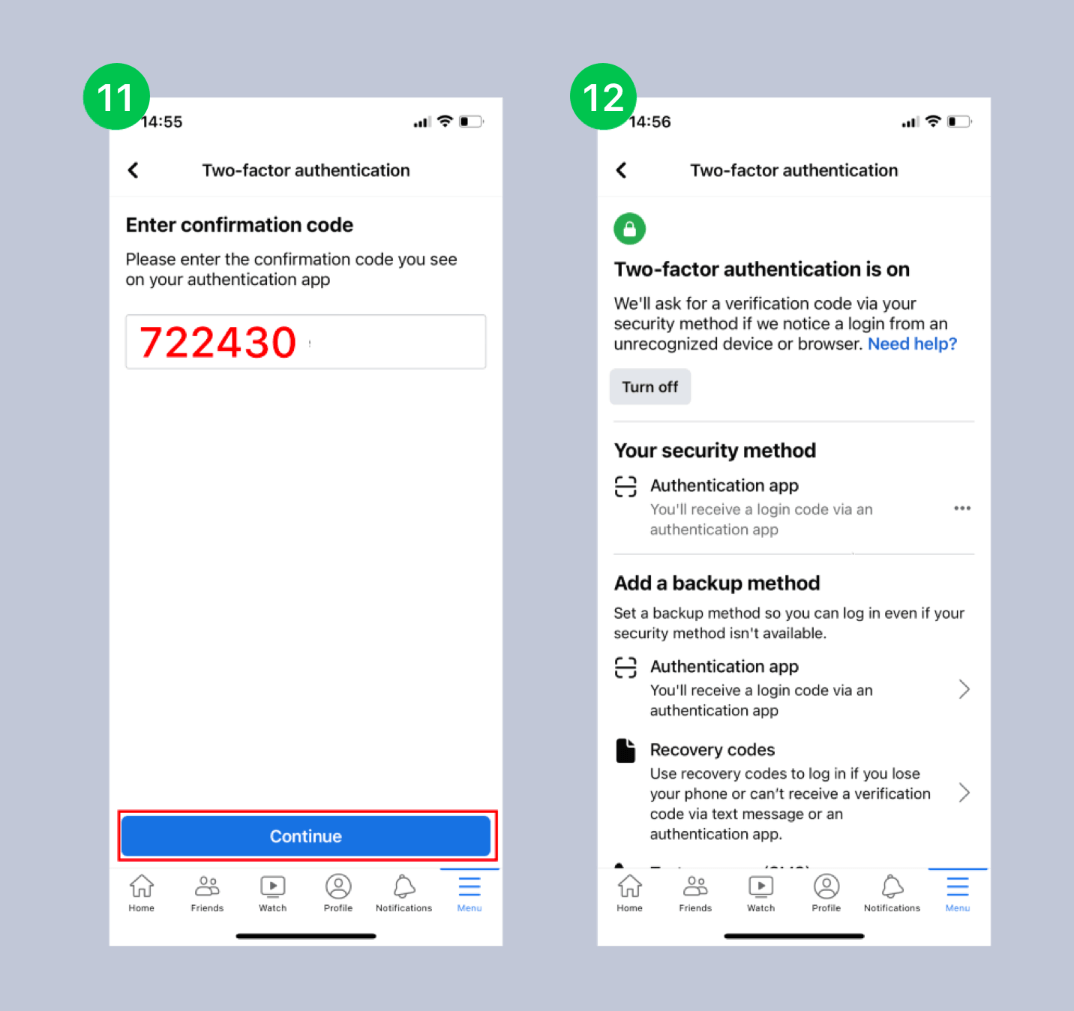 11
14:55
Two-factor authentication
Enter confirmation code
Please enter the confirmation code you see
on your authentication app
722430
Continue
Home
Friends
Watch
Profile
Notifications
Menu
12
14:56
Two-factor authentication
Two-factor authentication is on
We'll ask for a verification code via your
security method if we notice a login from an
unrecognized device or browser. Need help?
Turn off
Your security method
Authentication app
You'll receive a login code via an
authentication app
Add a backup method
Set a backup method so you can log in even if your
security method isn't available.
Authentication app
You'll receive a login code via an
authentication app
Recovery codes
Use recovery codes to log in if you lose
your phone or can’t receive a verification
code via text message or an
authentication app.
Home
Friends
Watch
Profile
Notifications
Menu